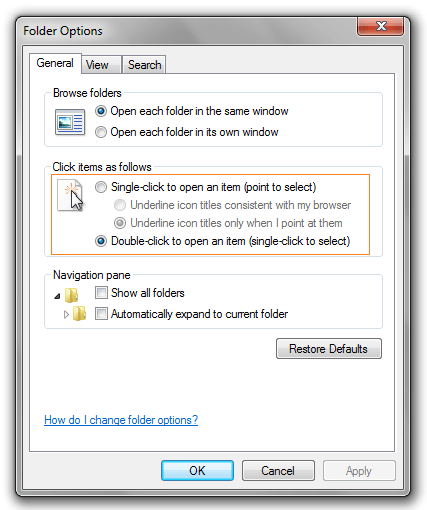 Folder Options
General View Search
Browse folders
Open each folder in the same window
Open each folder in its own window
Click items as follows
Single-click to open an item (point to select)
Underline icon titles consistent with my browser
Underline icon titles only when I point at them
Double-click to open an item (single-click to select)
Navigation pane
Show all folders
Automatically expand to current folder
Restore Defaults
How do I change folder options?
OK Cancel Apply